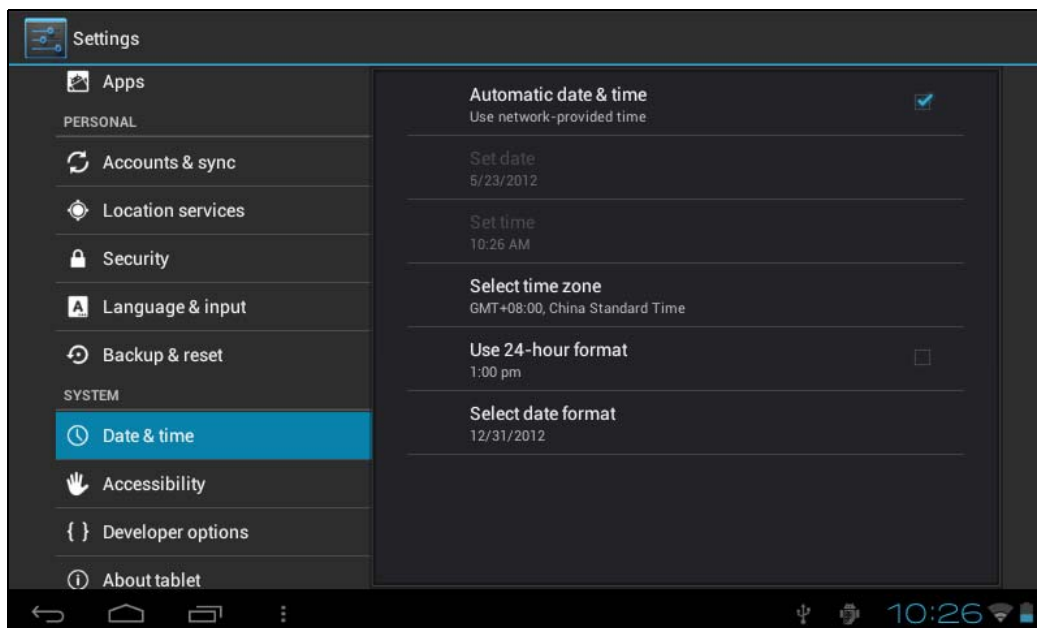 Settings
Apps
PERSONAL
Accounts & sync
Location services
Security
Language & input
Backup & reset
SYSTEM
Date & time
Accessibility
{ } Developer options
About tablet
Automatic date & time
Use network-provided time
Set date
5/23/2012
Set time
10:26 AM
Select time zone
GMT+08:00, China Standard Time
Use 24-hour format
1:00 pm
Select date format
12/31/2012
10:26